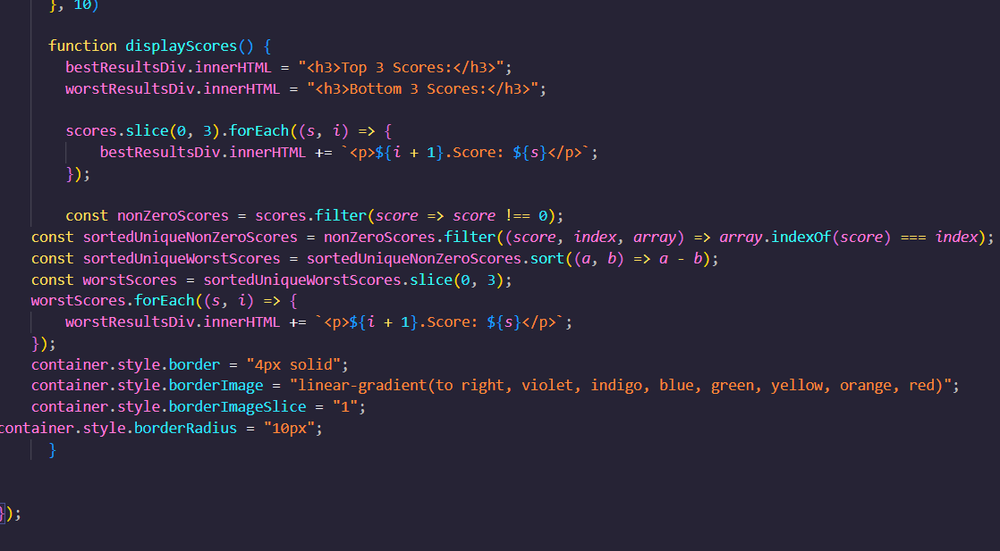 }, 10)
function displayScores() {
bestResultsDiv.innerHTML = "<h3>Top 3 Scores:</h3>";
worstResultsDiv.innerHTML = "<h3>Bottom 3 Scores:</h3>";
scores.slice(0, 3).forEach((s, i) => {
bestResultsDiv.innerHTML += `<p>${i + 1}.Score: ${s}</p>`;
});
const nonZeroScores = scores.filter(score => score !== 0);
const sortedUniqueNonZeroScores = nonZeroScores.filter((score, index, array) => array.indexOf(score) === index);
const sortedUniqueWorstScores = sortedUniqueNonZeroScores.sort((a, b) => a - b);
const worstScores = sortedUniqueWorstScores.slice(0, 3);
worstScores.forEach((s, i) => {
worstResultsDiv.innerHTML += `<p>${i + 1}.Score: ${s}</p>`;
});
container.style.border = "4px solid";
container.style.borderImage = "linear-gradient(to right, violet, indigo, blue, green, yellow, orange, red)";
container.style.borderImageSlice = "1";
container.style.borderRadius = "10px";
}
});